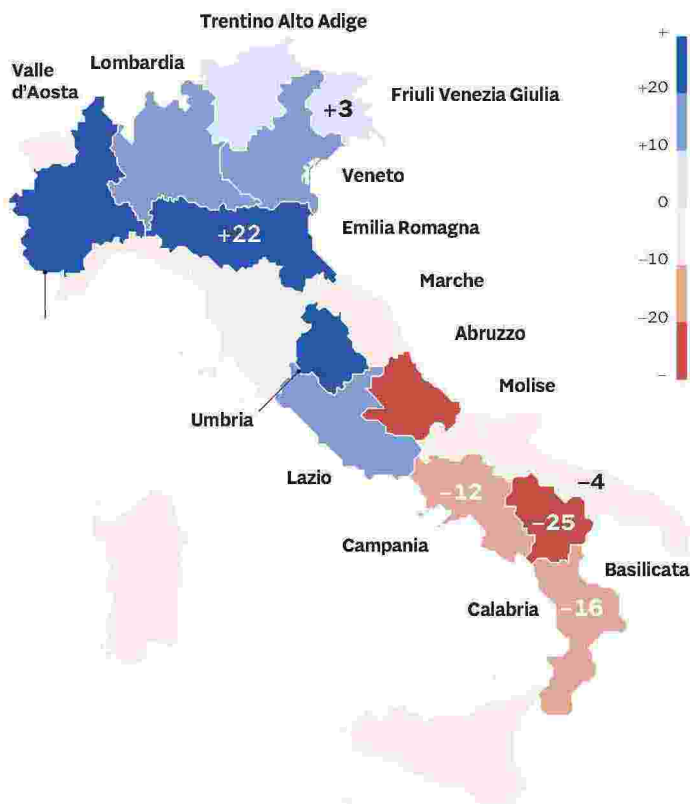 Trentino Alto Adige
Lombardia
Valle
d'Aosta
Friuli Venezia Giulia
+3
Veneto
Emilia Romagna
+22
Marche
Abruzzo
Molise
Umbria
Lazio
−4
−12
−25
Campania
Basilicata
Calabria
−16
+
+20
+10
0
−10
−20
−